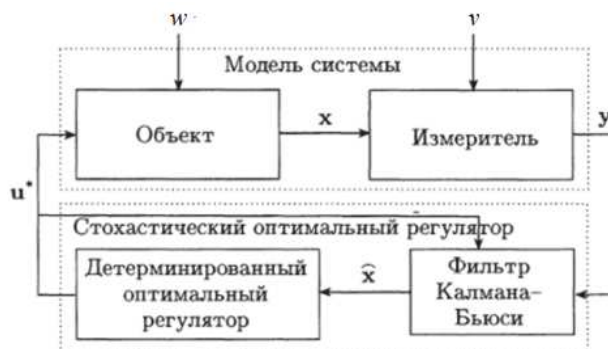 w v
Модель системы
Объект
x
Измеритель
y
u*
Стохастический оптимальный регулятор
Детерминированный
оптимальный
регулятор
x̂
Фильтр
Калмана–
Бьюси